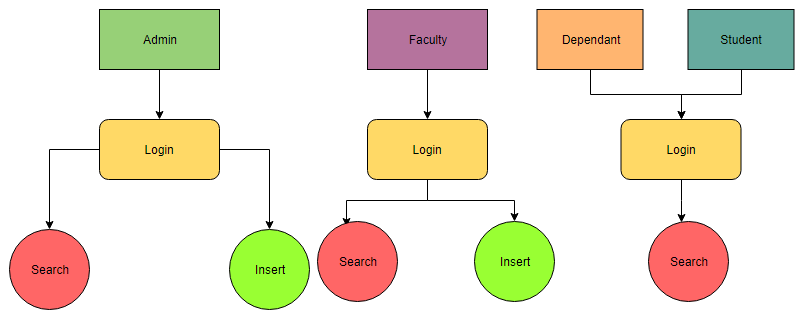 Admin
Faculty
Dependant
Student
Login
Login
Login
Search
Insert
Search
Insert
Search